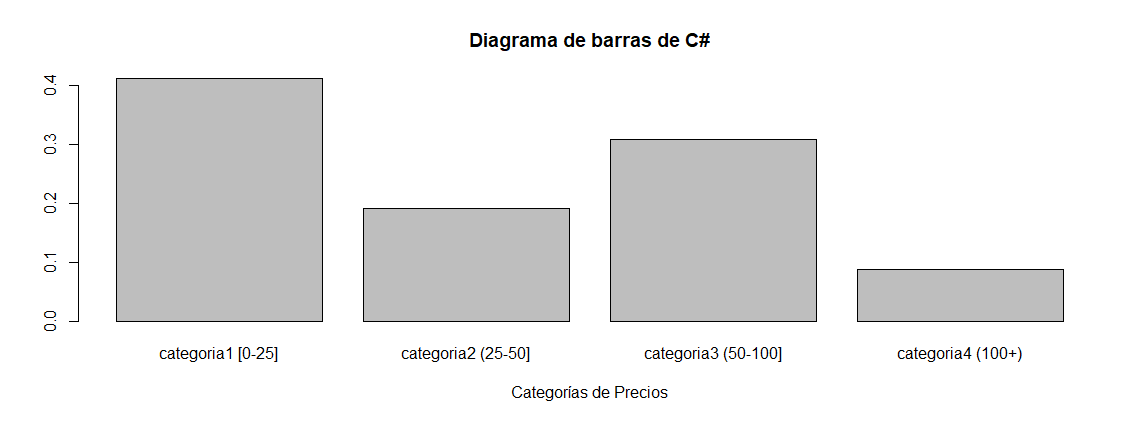 Diagrama de barras de C#
0.4
0.3
0.2
0.1
0.0
categoria1 [0-25] categoria2 (25-50] categoria3 (50-100] categoria4 (100+)
Categorías de Precios